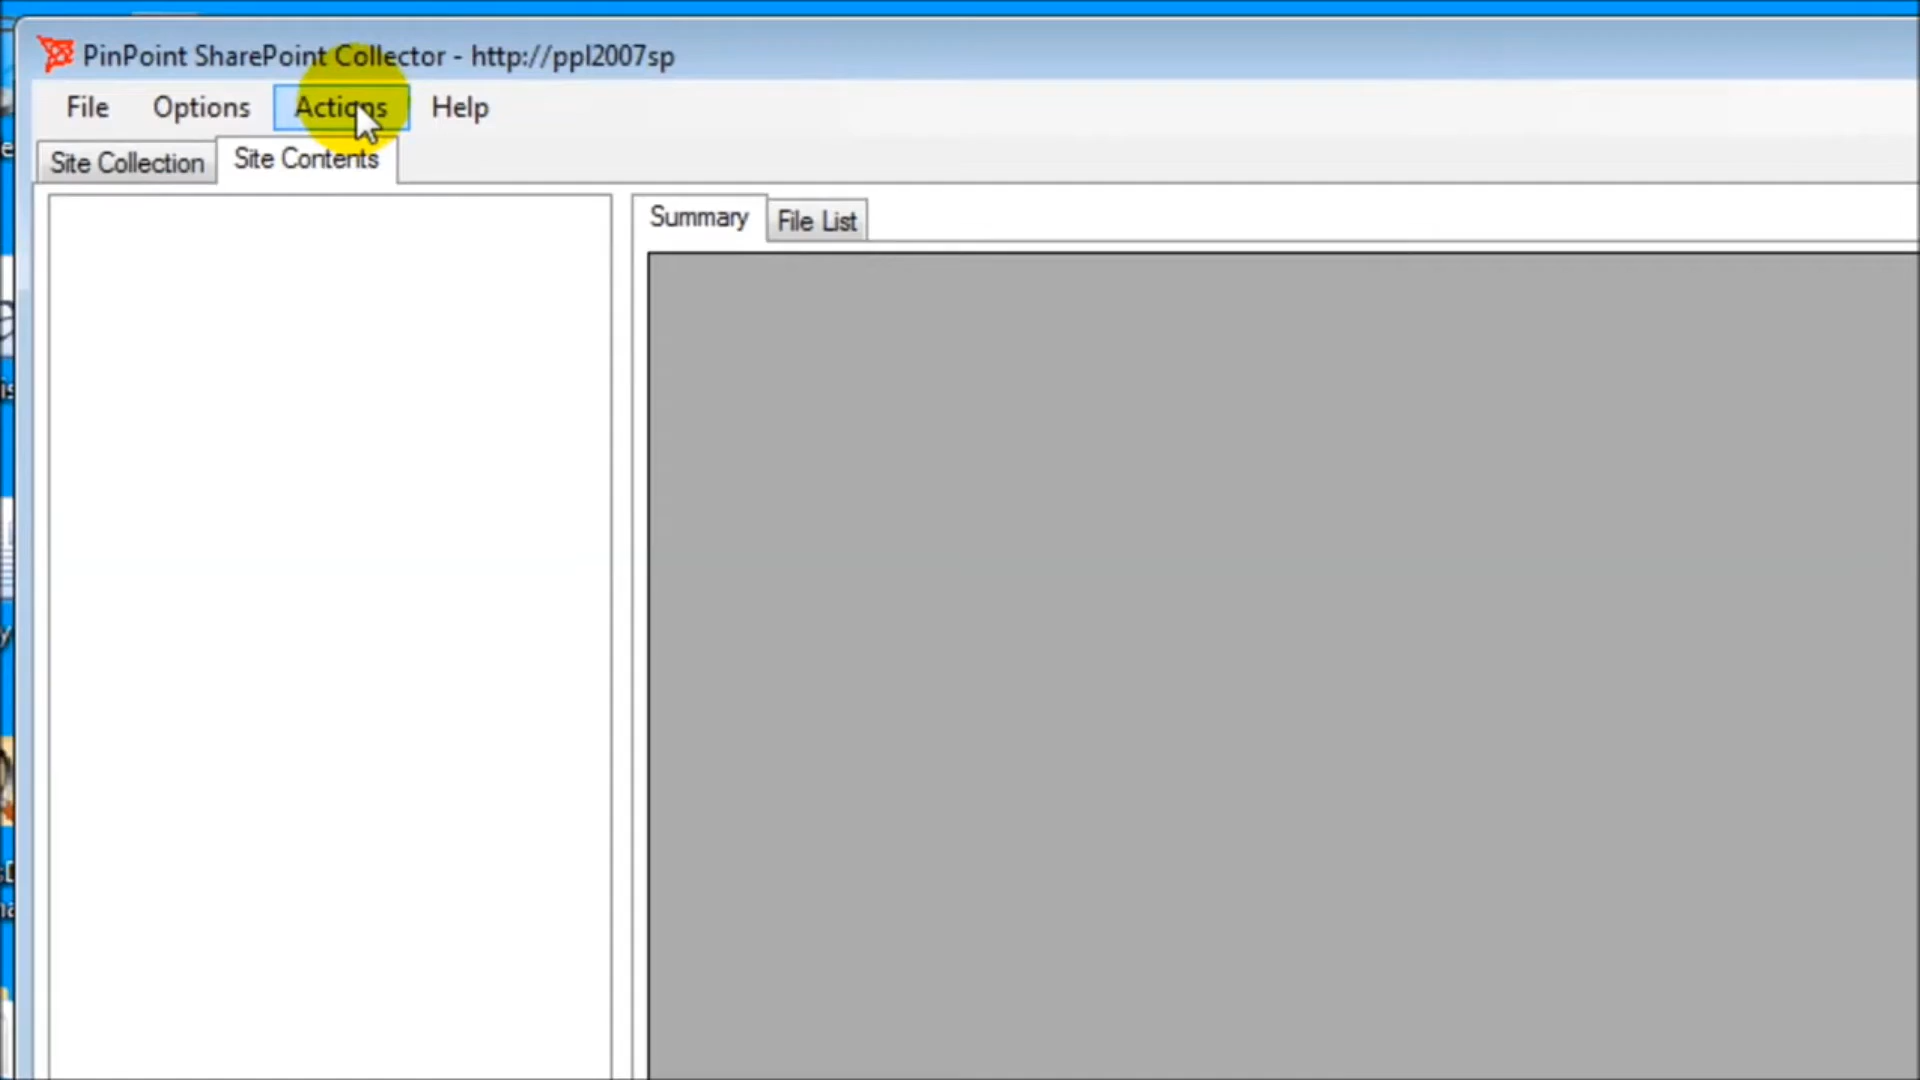 PinPoint SharePoint Collector - http://ppl2007sp
File Options Actions Help
Site Collection Site Contents
Summary File List